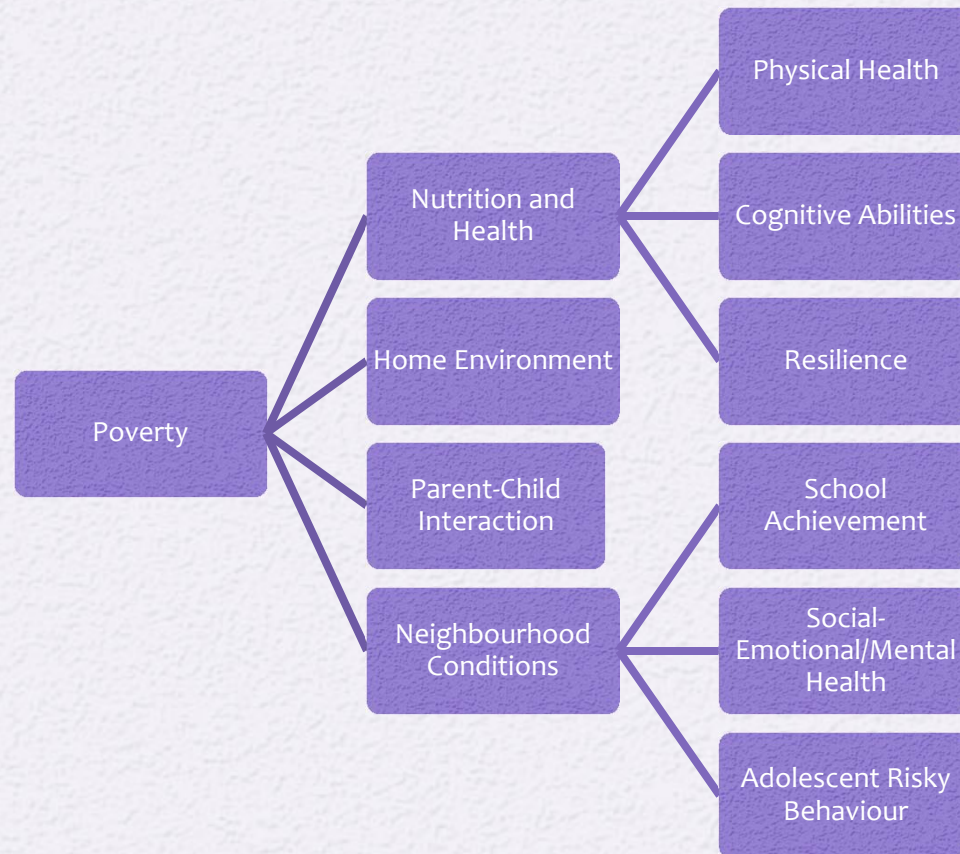 Poverty
Nutrition and
Health
Home Environment
Parent-Child
Interaction
Neighbourhood
Conditions
Physical Health
Cognitive Abilities
Resilience
School
Achievement
Social-
Emotional/Mental
Health
Adolescent Risky
Behaviour